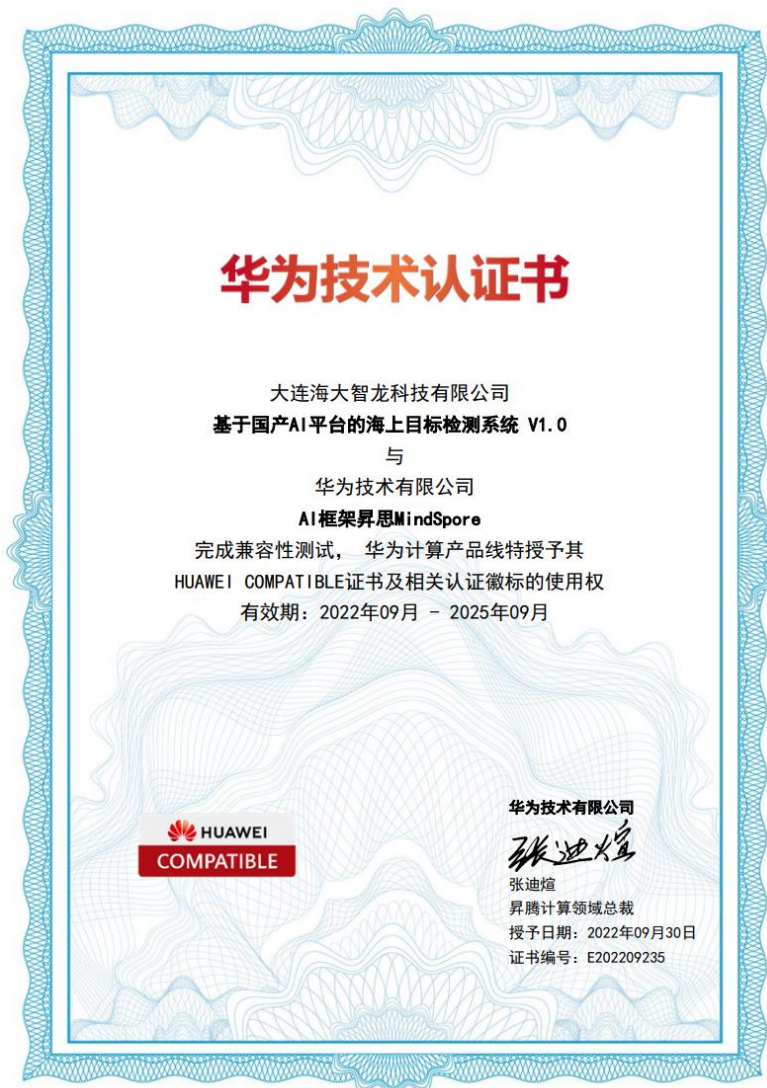 华为技术认证书
大连海大智龙科技有限公司
基于国产AI平台的海上目标检测系统 V1.0
与
华为技术有限公司
AI框架昇思MindSpore
完成兼容性测试， 华为计算产品线特授予其
HUAWEI COMPATIBLE证书及相关认证徽标的使用权
有效期：2022年09月 - 2025年09月
HUAWEI
COMPATIBLE
华为技术有限公司
张迪煊
张迪煊
昇腾计算领域总裁
授予日期：2022年09月30日
证书编号：E202209235